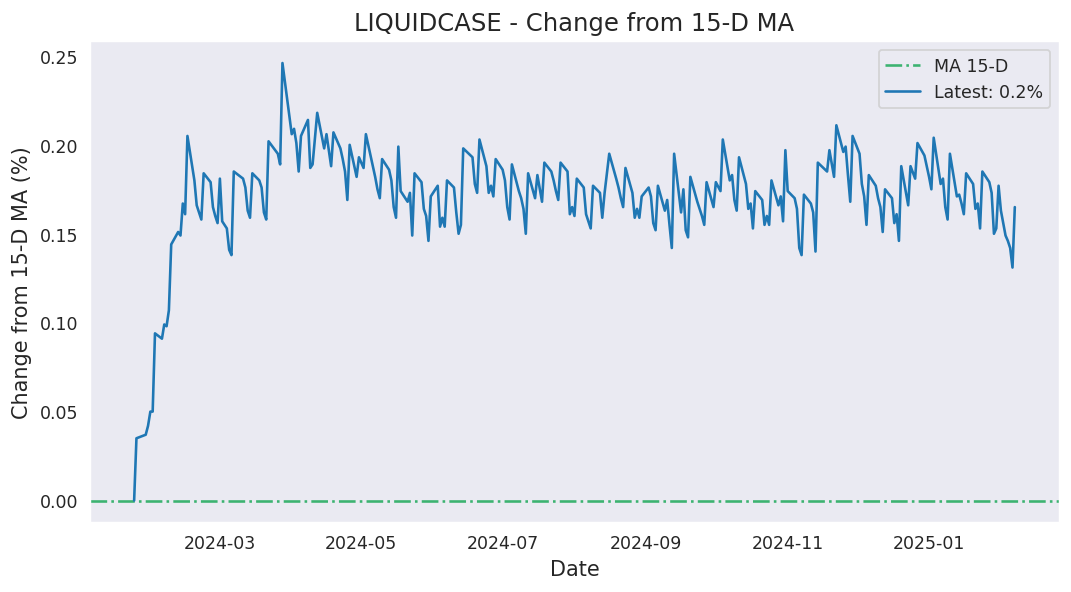 LIQUIDCASE - Change from 15-D MA
MA 15-D
Latest: 0.2%
Change from 15-D MA (%)
0.25
0.20
0.15
0.10
0.05
0.00
2024-03
2024-05
2024-07
2024-09
2024-11
2025-01
Date